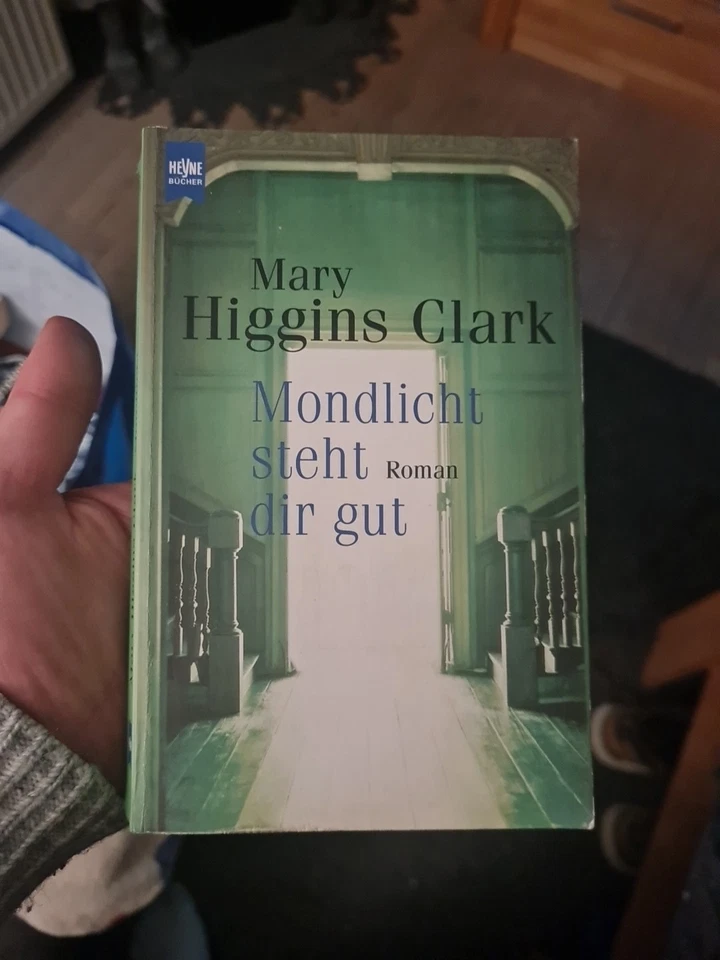 HEYNE
BÜCHER
Mary
Higgins Clark
Mondlicht
steht Roman
dir gut